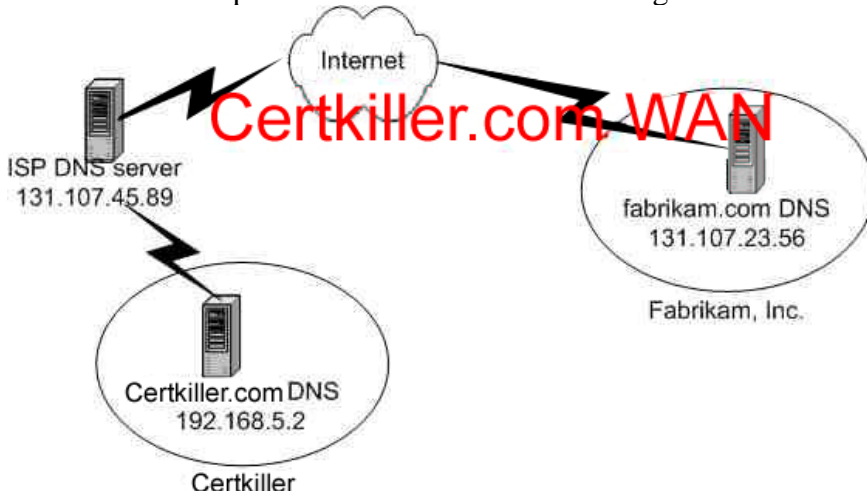 Internet
Certkiller.com WAN
ISP DNS server
131.107.45.89
fabrikam.com DNS
131.107.23.56
Fabrikam, Inc.
Certkiller.com DNS
192.168.5.2
Certkiller